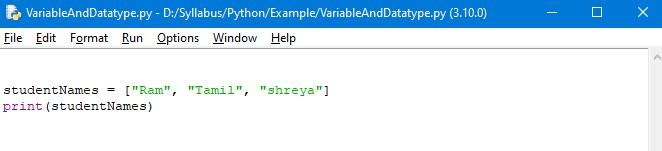 VariableAndDatatype.py - D:/Syllabus/Python/Example/VariableAndDatatype.py (3.10.0)
File Edit Format Run Options Window Help
studentNames = ["Ram", "Tamil", "shreya"]
print(studentNames)